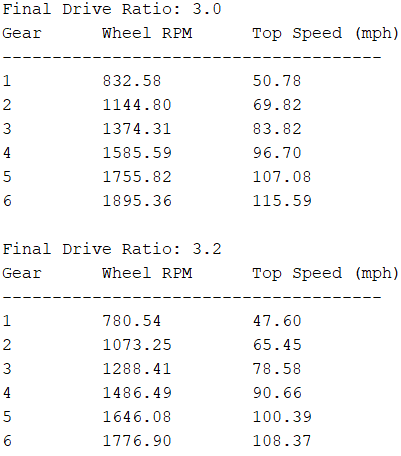 Final Drive Ratio: 3.0
Gear Wheel RPM Top Speed (mph)
---------------------------------------
1 832.58 50.78
2 1144.80 69.82
3 1374.31 83.82
4 1585.59 96.70
5 1755.82 107.08
6 1895.36 115.59
Final Drive Ratio: 3.2
Gear Wheel RPM Top Speed (mph)
---------------------------------------
1 780.54 47.60
2 1073.25 65.45
3 1288.41 78.58
4 1486.49 90.66
5 1646.08 100.39
6 1776.90 108.37